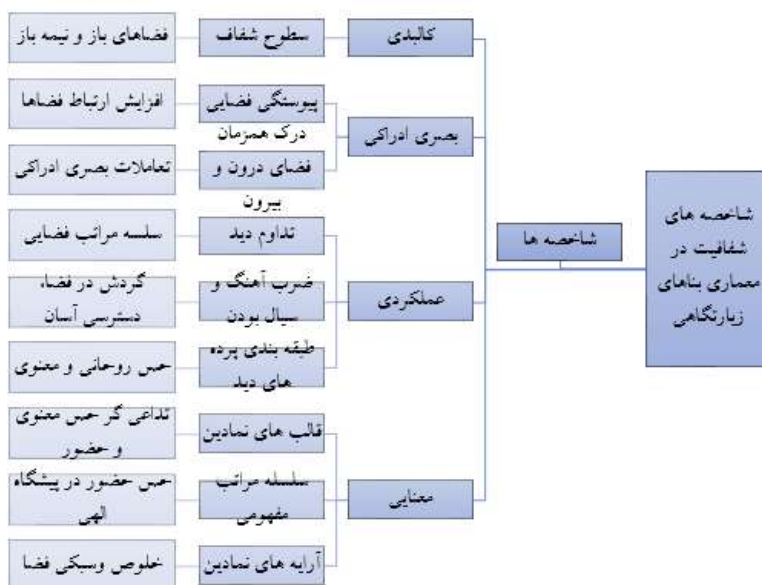 شاخصه های
شفافیت در
معماری بناهای
زیارتگاهی
شاخصه ها
کالبدی
سطوح شفاف
فضاهای باز و نیمه باز
بصری ادراکی
پیوستگی فضایی
افزایش ارتباط فضاها
درک همزمان
فضای درون و
بیرون
تعاملات بصری ادراکی
عملکردی
تداوم دید
سلسه مراتب فضایی
ضرب آهنگ و
سیال بودن
گردش در فضا،
دسترسی آسان
طبقه بندی پرده
های دید
حس روحانی و معنوی
معنایی
قالب های نمادین
تداعی گر حس معنوی
و حضور
سلسله مراتب
مفهومی
حس حضور در پیشگاه
الهی
آرایه های نمادین
خلوص وسبکی فضا